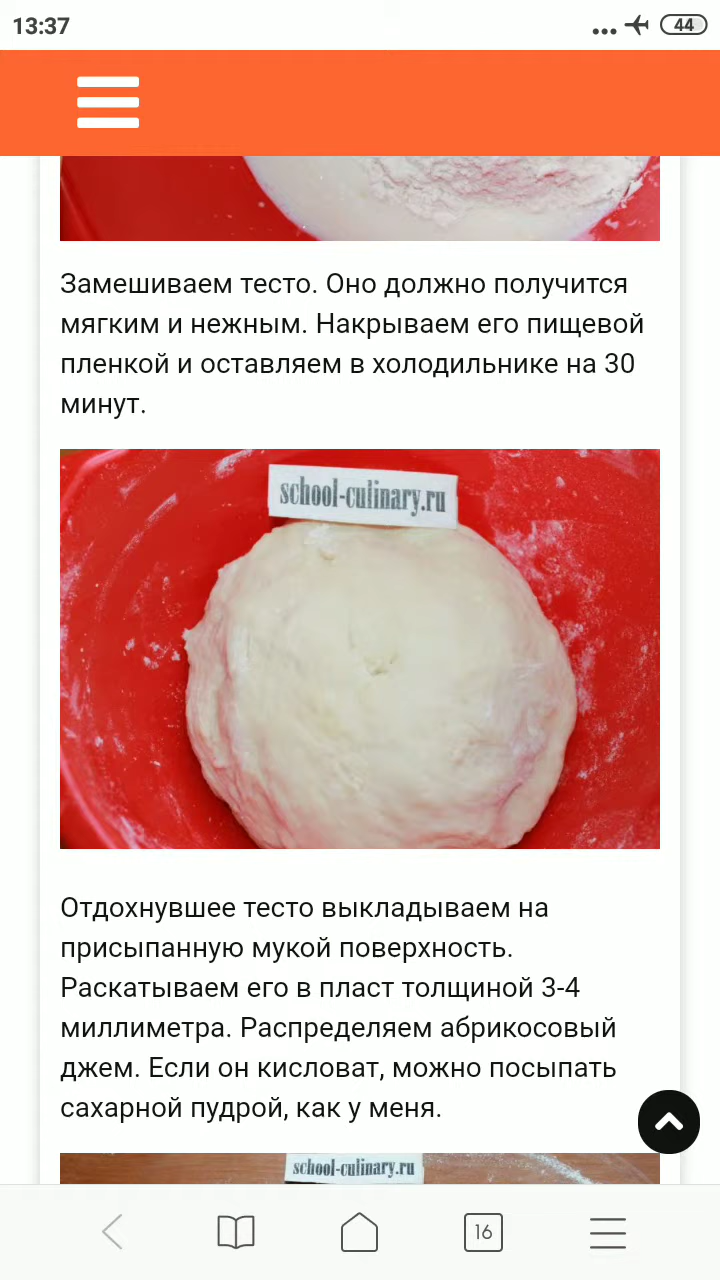 13:37
44
Замешиваем тесто. Оно должно получится
мягким и нежным. Накрываем его пищевой
пленкой и оставляем в холодильнике на 30
минут.
school-culinary.ru
Отдохнувшее тесто выкладываем на
присыпанную мукой поверхность.
Раскатываем его в пласт толщиной 3-4
миллиметра. Распределяем абрикосовый
джем. Если он кисловат, можно посыпать
сахарной пудрой, как у меня.
school-culinary.ru
16